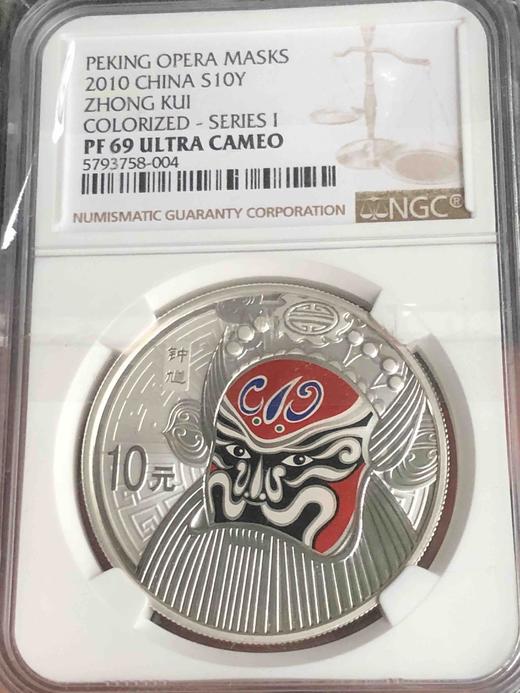 PEKING OPERA MASKS
2010 CHINA S10Y
ZHONG KUI
COLORIZED - SERIES I
PF 69 ULTRA CAMEO
5793758-004
NUMISMATIC GUARANTY CORPORATION
NGC®
钟馗
10元